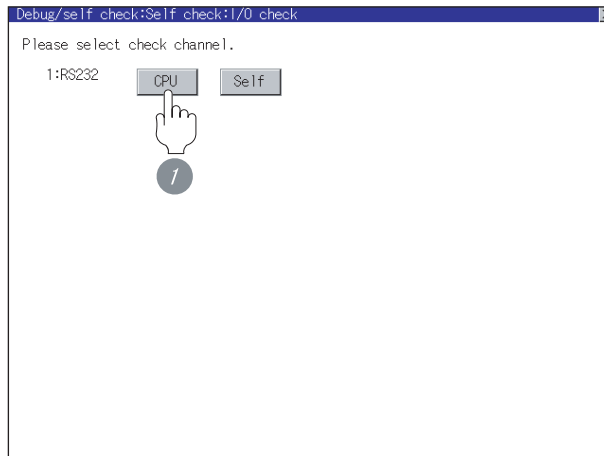 Debug/self check:Self check:I/O check
Please select check channel.
1:RS232 CPU Self
1